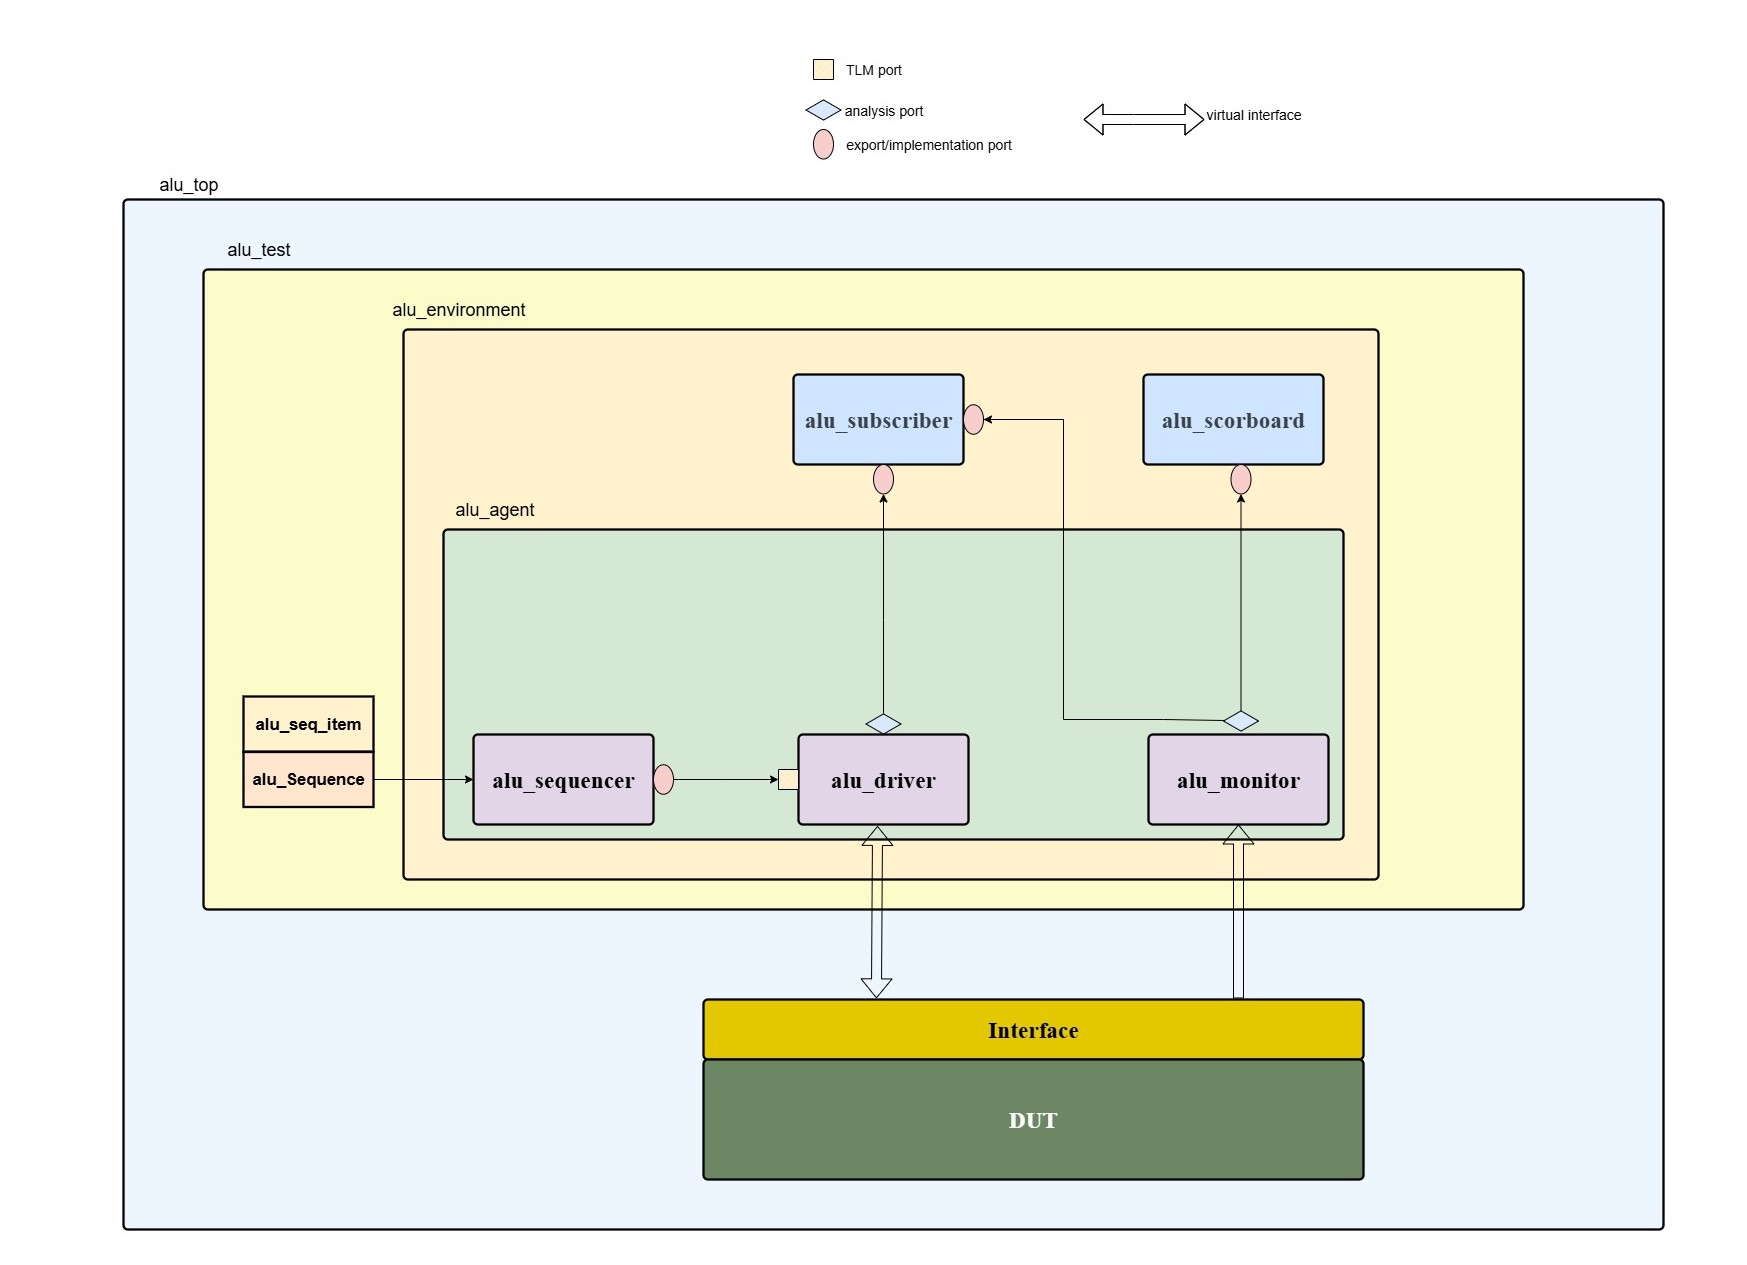 TLM port
analysis port
virtual interface
export/implementation port
alu_top
alu_test
alu_environment
alu_subscriber
alu_scorboard
alu_agent
alu_seq_item
alu_Sequence
alu_sequencer
alu_driver
alu_monitor
Interface
DUT